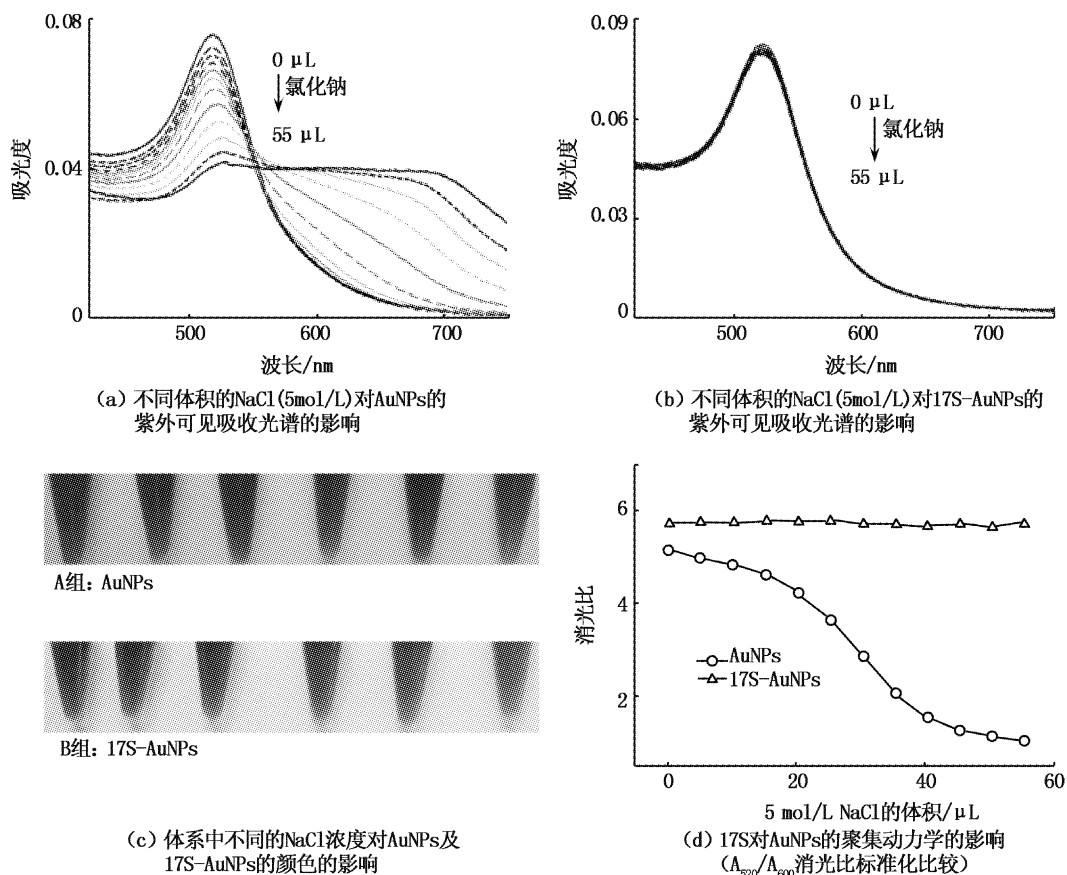 0.08
0.04
0
吸光度
0 μL
氯化钠
55 μL
500
600
700
波长/nm
(a) 不同体积的NaCl(5mol/L)对AuNPs的
紫外可见吸收光谱的影响
0.09
0.06
0.03
0
吸光度
0 μL
氯化钠
55 μL
500
600
700
波长/nm
(b) 不同体积的NaCl(5mol/L)对17S-AuNPs的
紫外可见吸收光谱的影响
A组: AuNPs
B组: 17S-AuNPs
(c) 体系中不同的NaCl浓度对AuNPs及
17S-AuNPs的颜色的影响
6
4
2
消光比
AuNPs
17S-AuNPs
0
20
40
60
5 mol/L NaCl的体积/μL
(d) 17S对AuNPs的聚集动力学的影响
(A520/A600消光比标准化比较)